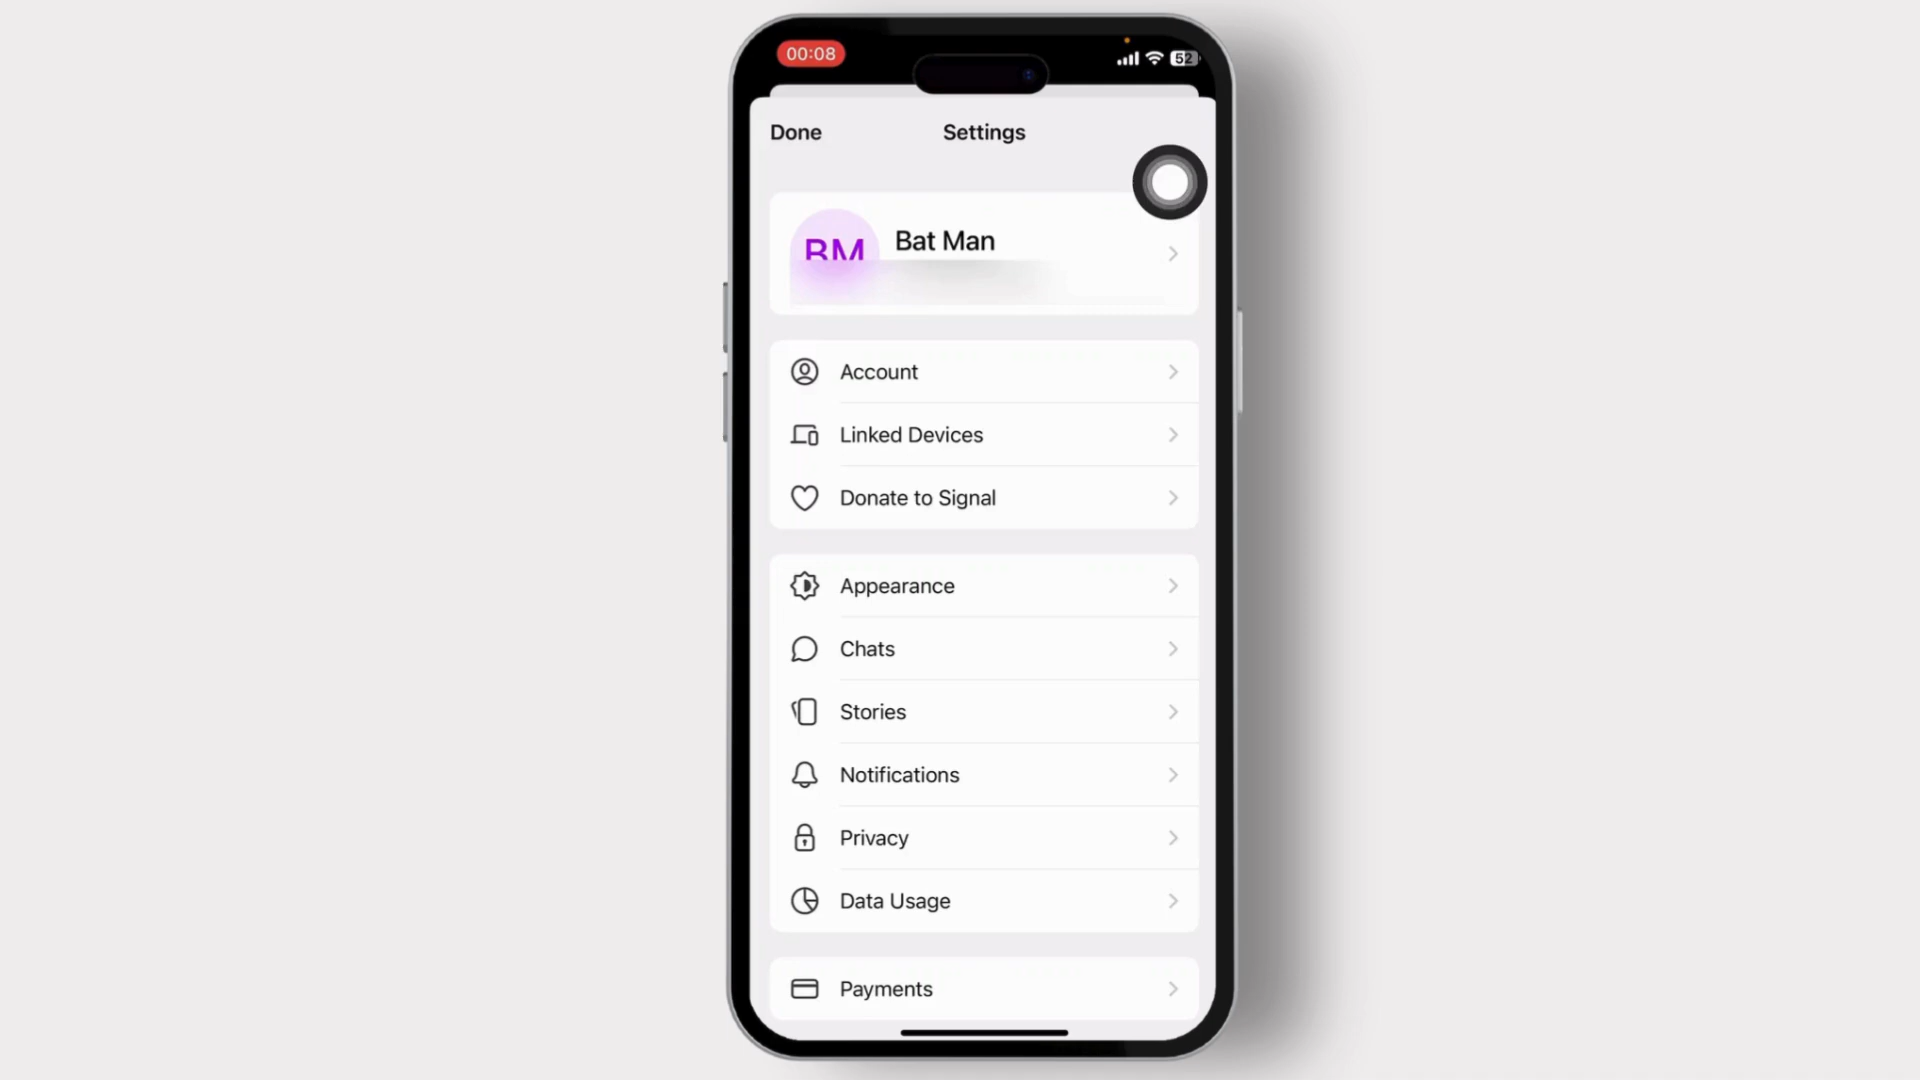 00:08
52
Done
Settings
BM
Bat Man
Account
Linked Devices
Donate to Signal
Appearance
Chats
Stories
Notifications
Privacy
Data Usage
Payments